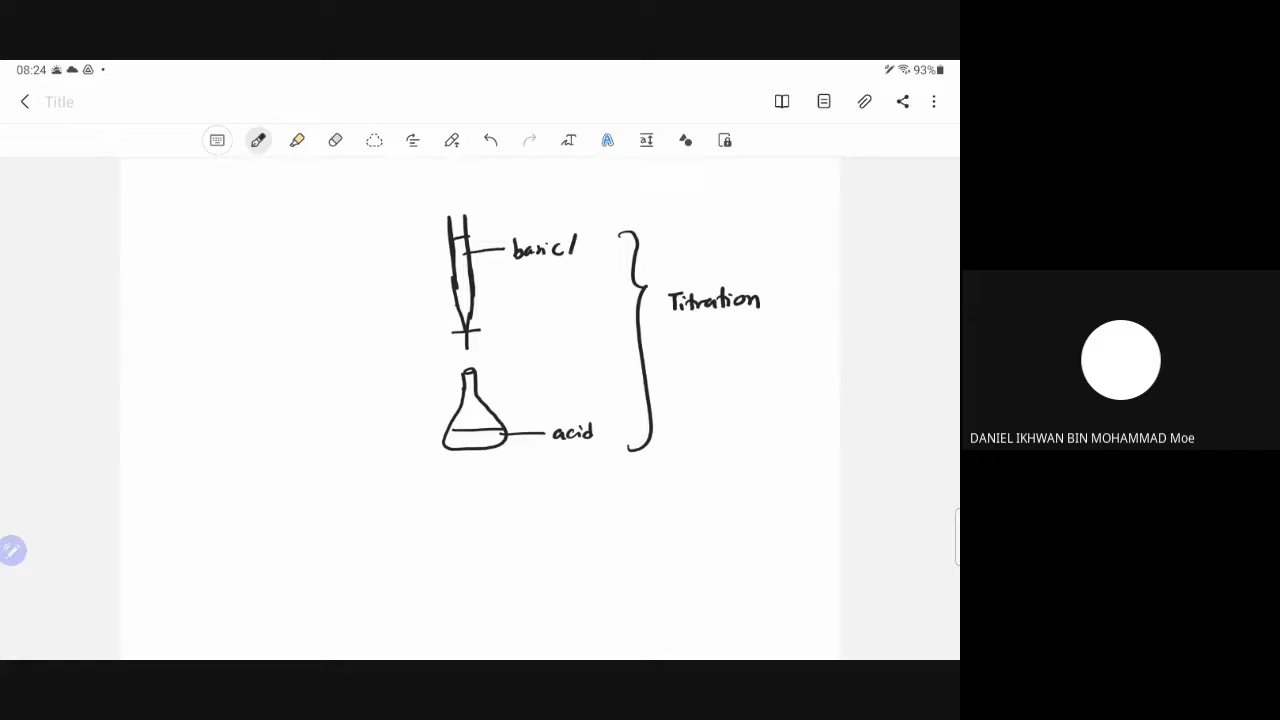 08:24
93%
Title
basic/
Titration
acid
DANIEL IKHWAN BIN MOHAMMAD Moe